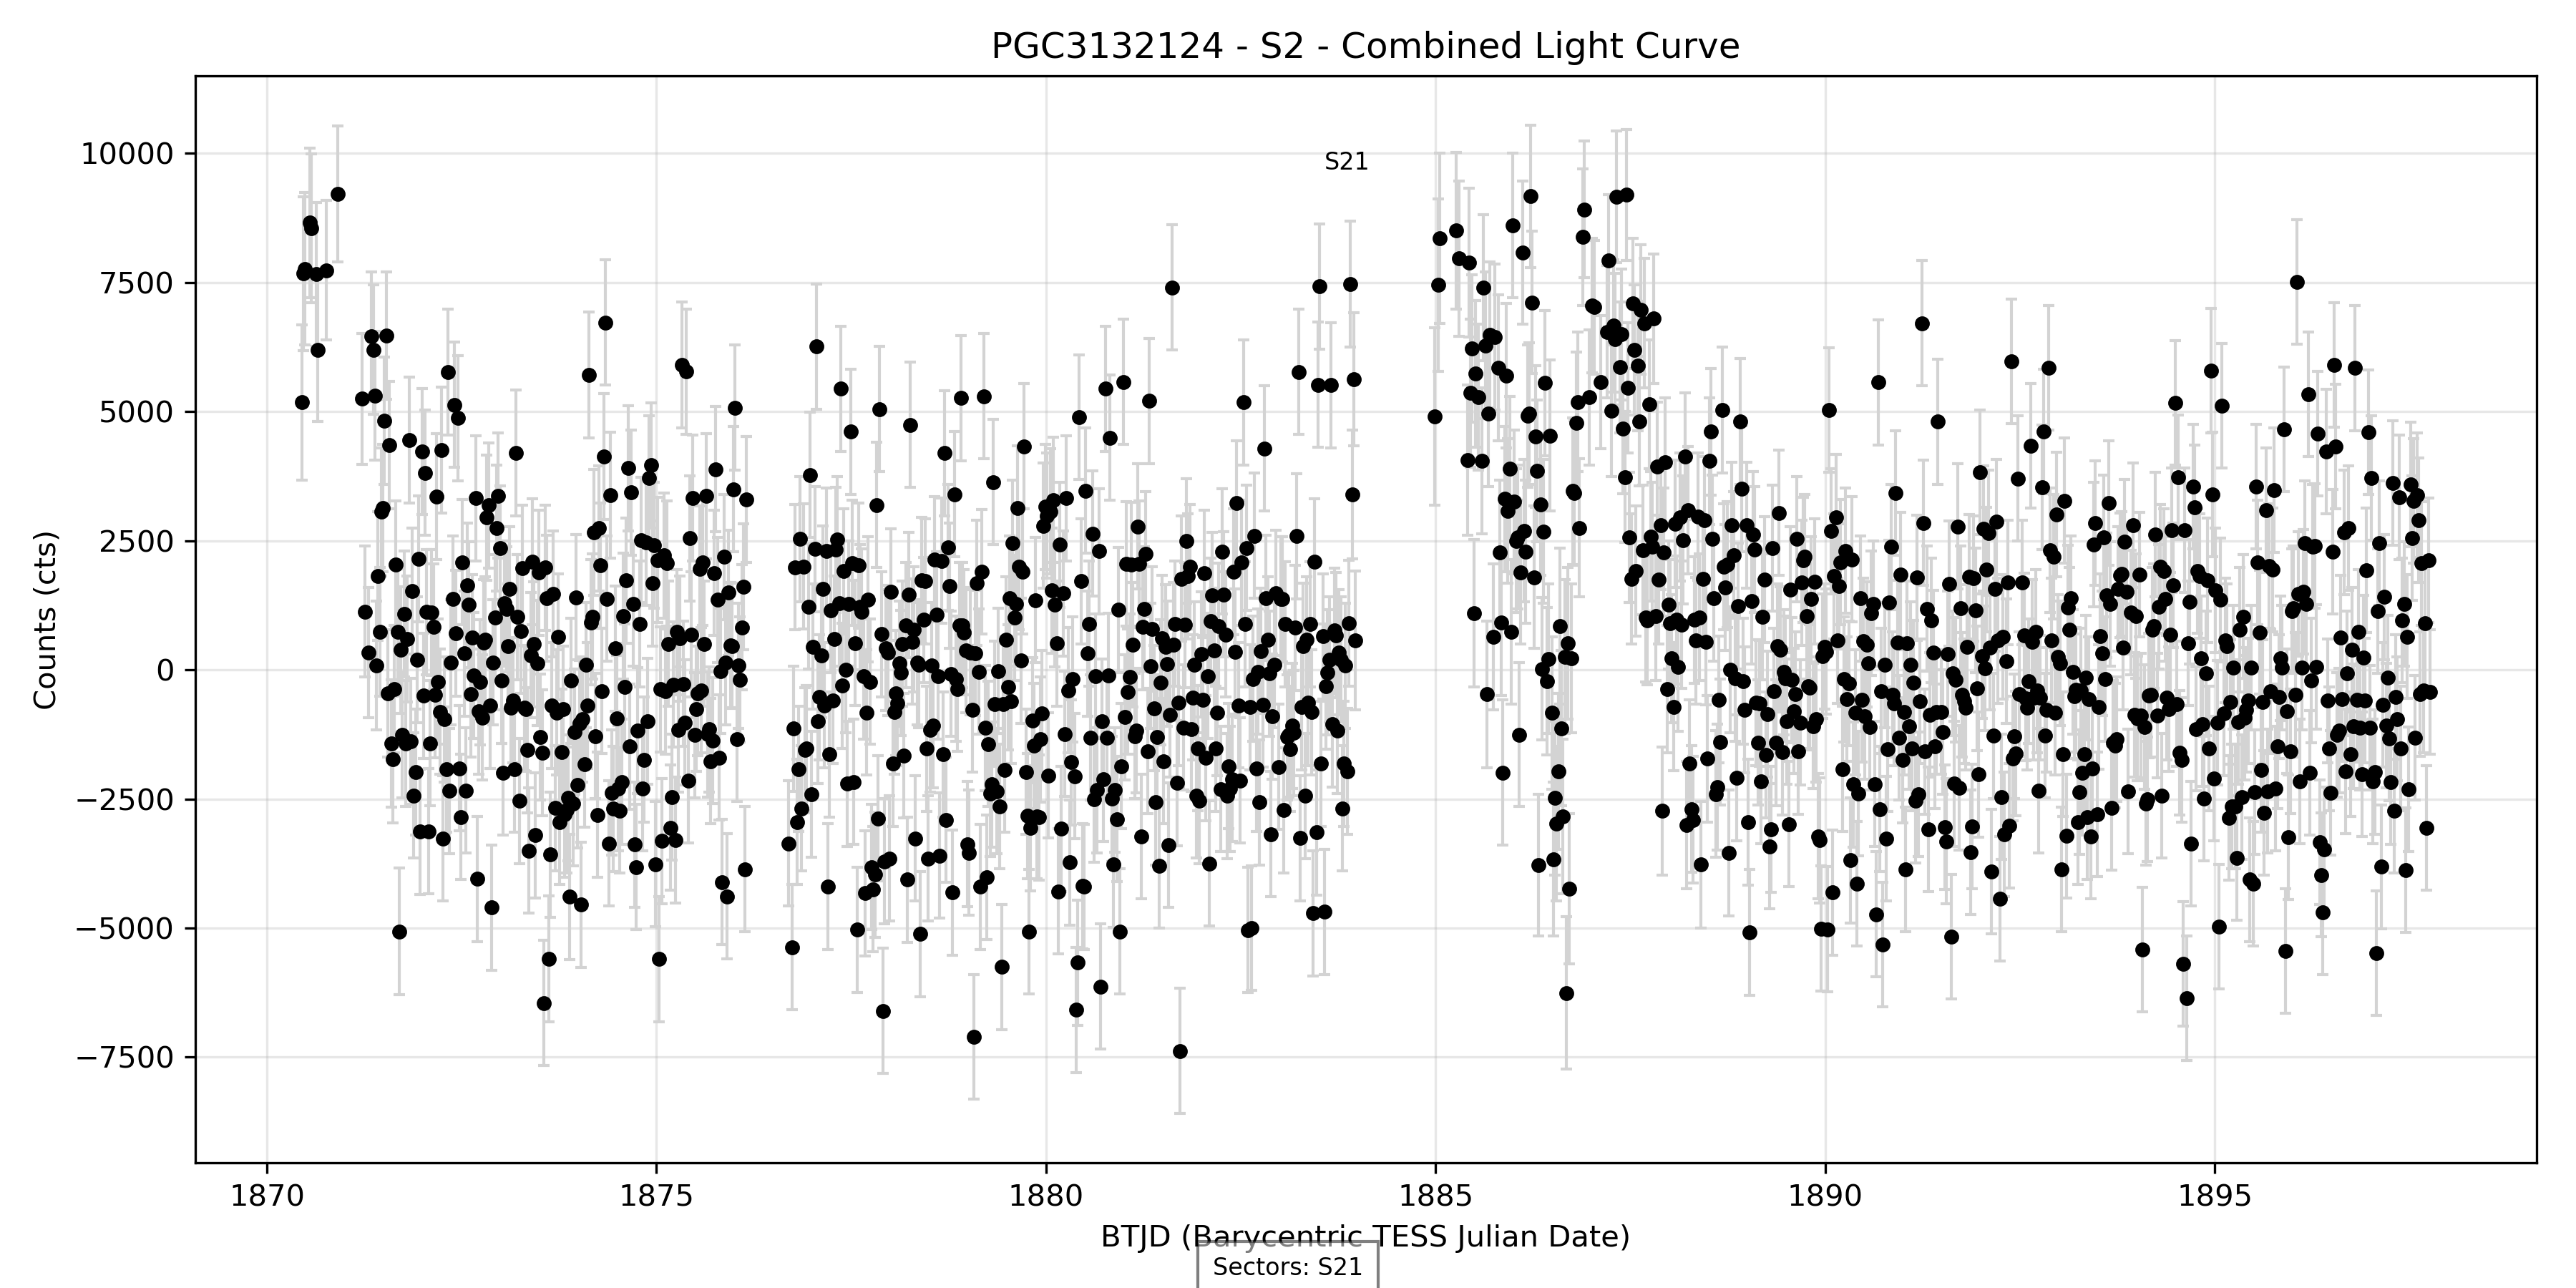 PGC3132124 - S2 - Combined Light Curve
10000
7500
5000
2500
0
−2500
−5000
−7500
Counts (cts)
S21
1870 1875 1880 1885 1890 1895
BTJD (Barycentric TESS Julian Date)
Sectors: S21